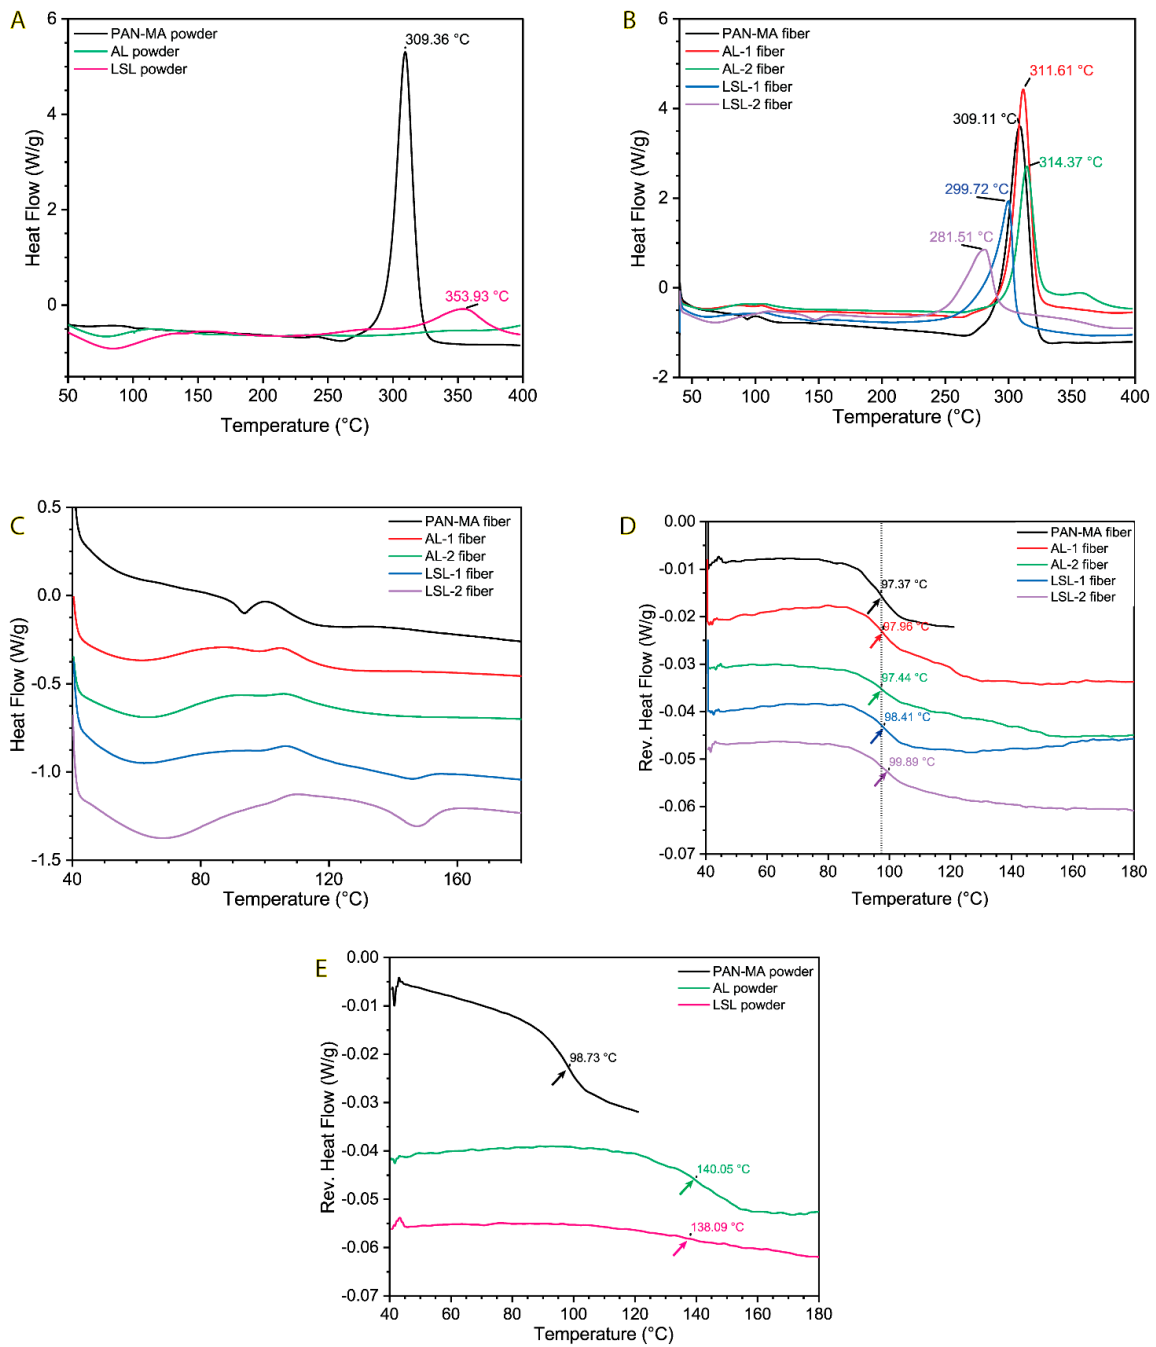 A
PAN-MA powder
AL powder
LSL powder
309.36 °C
353.93 °C
6
4
2
0
Heat Flow (W/g)
50 100 150 200 250 300 350 400
Temperature (°C)
B
PAN-MA fiber
AL-1 fiber
AL-2 fiber
LSL-1 fiber
LSL-2 fiber
311.61 °C
309.11 °C
314.37 °C
299.72 °C
281.51 °C
6
4
2
0
-2
Heat Flow (W/g)
50 100 150 200 250 300 350 400
Temperature (°C)
C
PAN-MA fiber
AL-1 fiber
AL-2 fiber
LSL-1 fiber
LSL-2 fiber
0.5
0.0
-0.5
-1.0
-1.5
Heat Flow (W/g)
40 80 120 160
Temperature (°C)
D
PAN-MA fiber
AL-1 fiber
AL-2 fiber
LSL-1 fiber
LSL-2 fiber
97.37 °C
97.96 °C
97.44 °C
98.41 °C
99.89 °C
0.00
-0.01
-0.02
-0.03
-0.04
-0.05
-0.06
-0.07
Rev. Heat Flow (W/g)
40 60 80 100 120 140 160 180
Temperature (°C)
E
PAN-MA powder
AL powder
LSL powder
98.73 °C
140.05 °C
138.09 °C
0.00
-0.01
-0.02
-0.03
-0.04
-0.05
-0.06
-0.07
Rev. Heat Flow (W/g)
40 60 80 100 120 140 160 180
Temperature (°C)